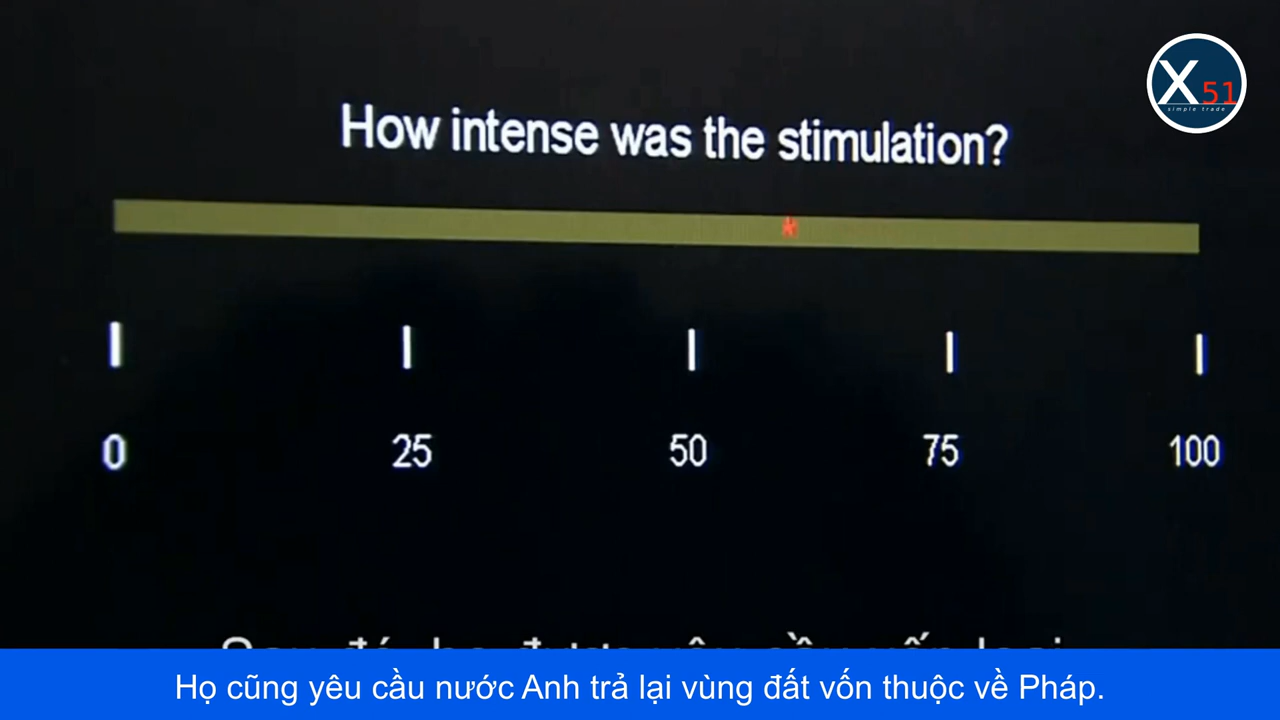 X
51
simple trade
How intense was the stimulation?
*
0 25 50 75 100
Họ cũng yêu cầu nước Anh trả lại vùng đất vốn thuộc về Pháp.